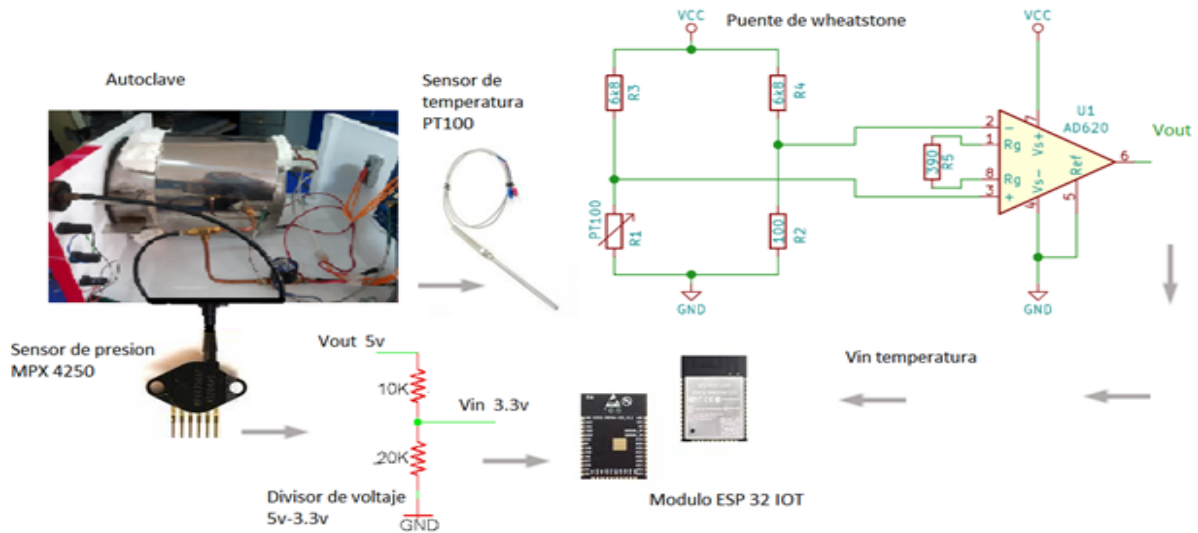 Autoclave
Sensor de
temperatura
PT100
Puente de wheatstone
VCC
VCC
6k8
R3
6k8
R4
U1
AD620
2
-
1
Rg
390
R5
8
Rg
3
+
7
Vs+
Vs-
4
Ref
5
6
Vout
PT100
R1
100
R2
GND
GND
Sensor de presion
MPX 4250
Vout 5v
10K
Vin 3.3v
20K
Divisor de voltaje
5v-3.3v
GND
Vin temperatura
Modulo ESP 32 IOT